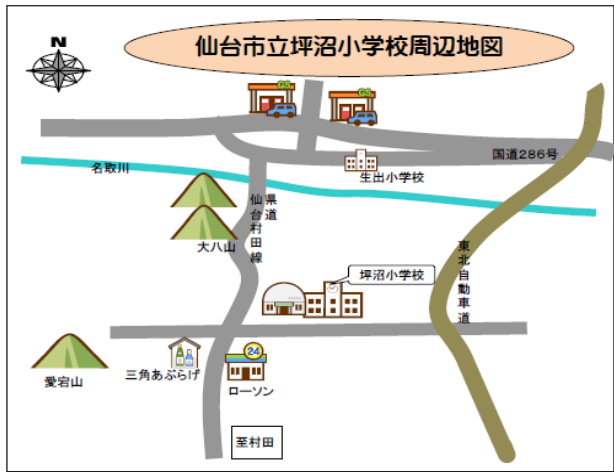 仙台市立坪沼小学校周辺地図
N
GS
GS
国道286号
名取川
生出小学校
県道
仙台村田線
大八山
坪沼小学校
東北自動車道
愛宕山
三角あぶらげ
24
ローソン
至村田